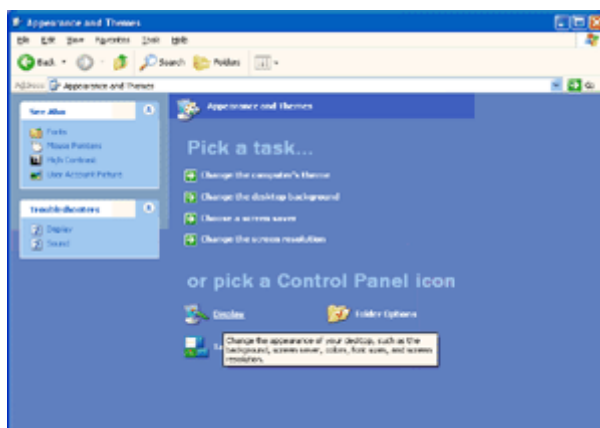 Appearance and Themes
File Edit View Favorites Tools Help
Back Search Folders
Address Appearance and Themes Go
See Also
Fonts
Mouse Pointers
High Contrast
User Account Picture
Troubleshooters
Display
Sound
Appearance and Themes
Pick a task...
Change the computer's theme
Change the desktop background
Choose a screen saver
Change the screen resolution
or pick a Control Panel icon
Display Folder Options
Change the appearance of your desktop, such as the
background, screen saver, colors, font sizes, and screen
resolution.